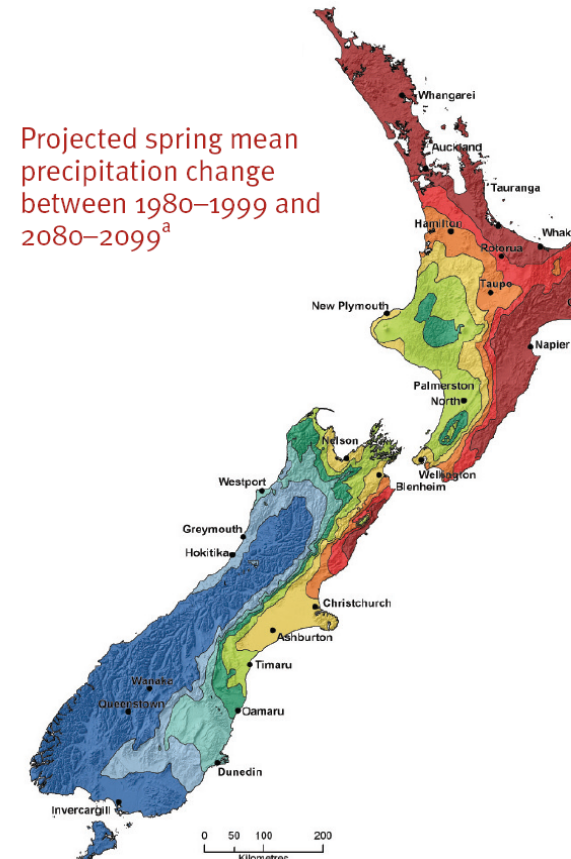 Whangarei
Projected spring mean
precipitation change
between 1980–1999 and
2080–2099a
Auckland
Tauranga
Hamilton
Whak
Rotorua
Taupo
New Plymouth
Napier
Palmerston
North
Nelson
Wellington
Westport
Blenheim
Greymouth
Hokitika
Christchurch
Ashburton
Timaru
Wanaka
Queenstown
Oamaru
Dunedin
Invercargill
0 50 100 200
Kilometres